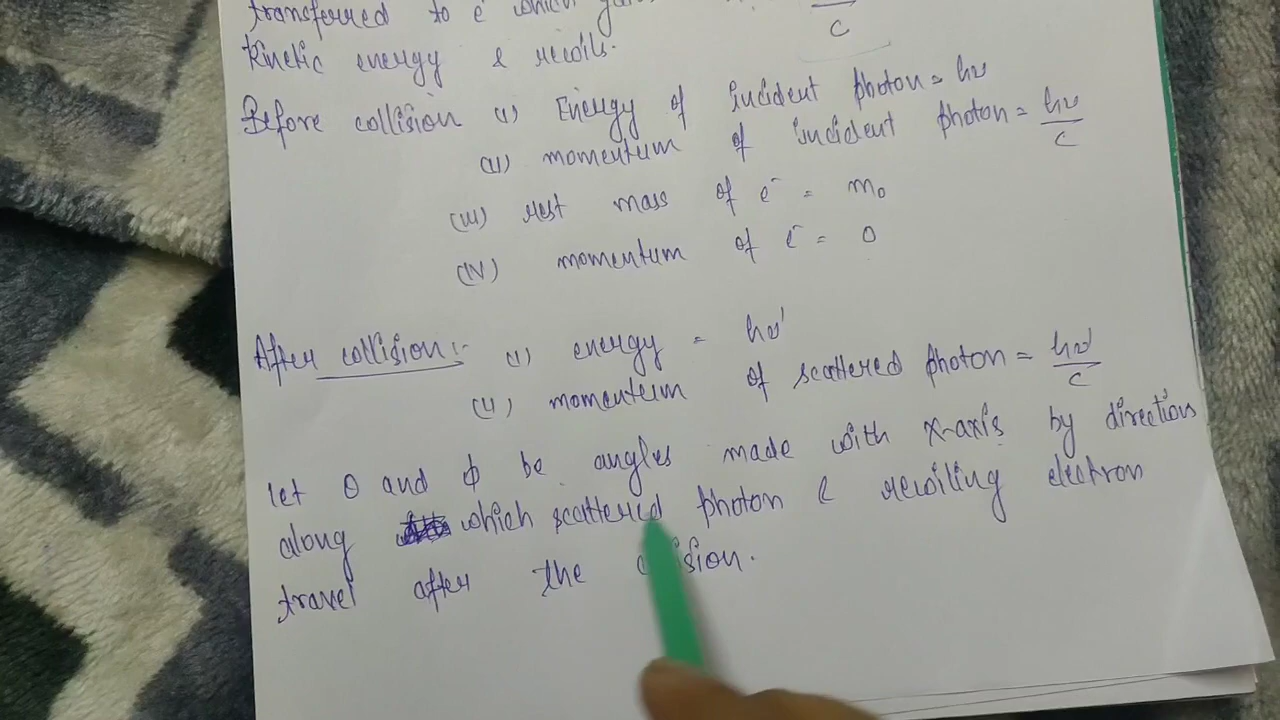 transferred to e⁻ which
c
Kinetic energy & recoils.
Before collision (I) Energy of incident photon = hν
(II) momentum of incident photon = hν/c
(III) rest mass of e⁻ = m₀
(IV) momentum of e⁻ = 0
After collision :- (I) energy = hν'
(II) momentum of scattered photon = hν'/c
let θ and ϕ be angles made with x-axis by direction
along which scattered photon & recoiling electron
travel after the collision.